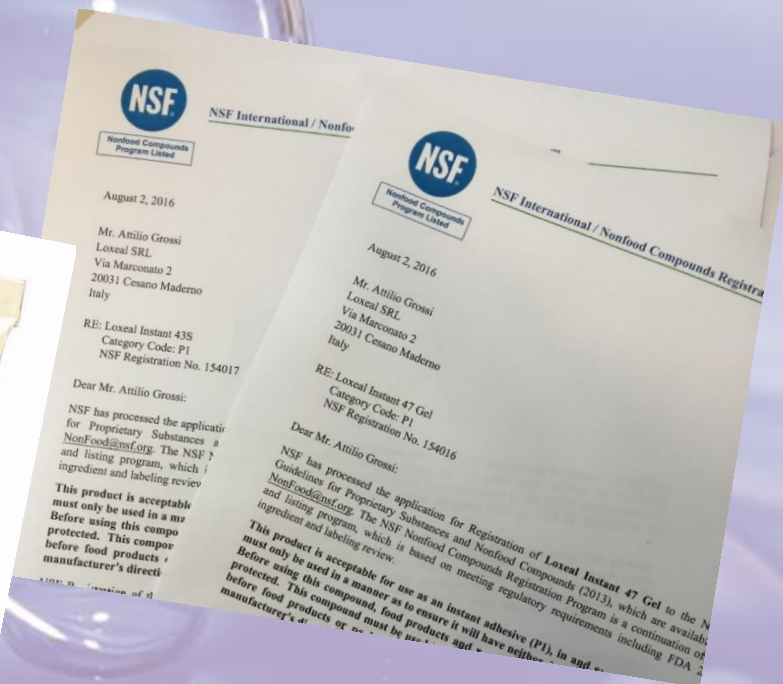 NSF
Nonfood Compounds
Program Listed
NSF International /
August 2, 2016
Mr. Attilio Grossi
Loxeal SRL
Via Marconato 2
20031 Cesano Maderno
Italy
RE: Loxeal Instant 43S
Category Code: P1
NSF Registration No. 154017
Dear Mr. Attilio Grossi:
NSF has processed the
for Proprietary Substances
NonFood@nsf.org. The NSF
and listing program, which
ingredient and labeling review
This product is acceptable
must only be used in a
Before using this
protected. This
before food products
manufacturer's
NSF
Nonfood Compounds
Program Listed
NSF International / Nonfood Compounds
August 2, 2016
Mr. Attilio Grossi
Loxeal SRL
Via Marconato 2
20031 Cesano Maderno
Italy
RE: Loxeal Instant 47 Gel
Category Code: P1
NSF Registration No. 154016
Dear Mr. Attilio Grossi:
NSF has processed the application for Registration of Loxeal Instant 47 Gel to the
Guidelines for Proprietary Substances and Nonfood Compounds (2013), which are
NonFood@nsf.org. The NSF Nonfood Compounds Registration Program is a continuation of
and listing program, which is based on meeting regulatory requirements including FDA
ingredient and labeling review.
This product is acceptable for use as an instant adhesive (P1), in and
must only be used in a manner as to ensure it will have neither
Before using this compound, food products and
protected. This compound must be
before food products or
manufacturer's